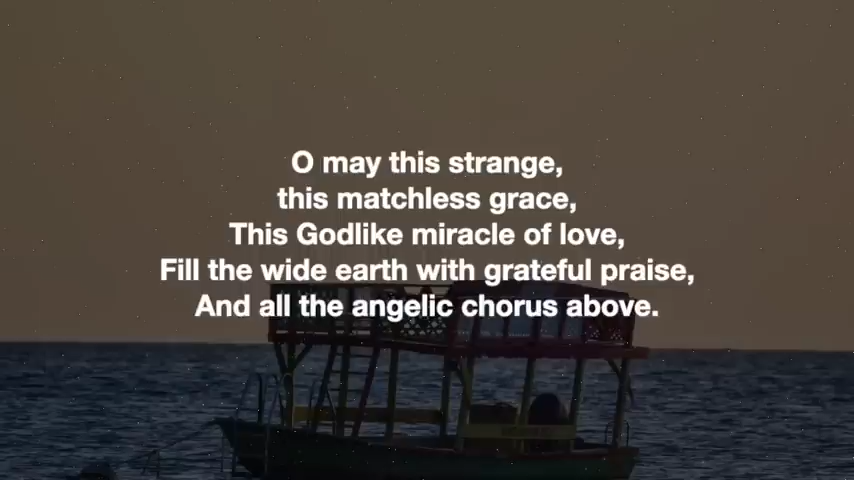 O may this strange,
this matchless grace,
This Godlike miracle of love,
Fill the wide earth with grateful praise,
And all the angelic chorus above.